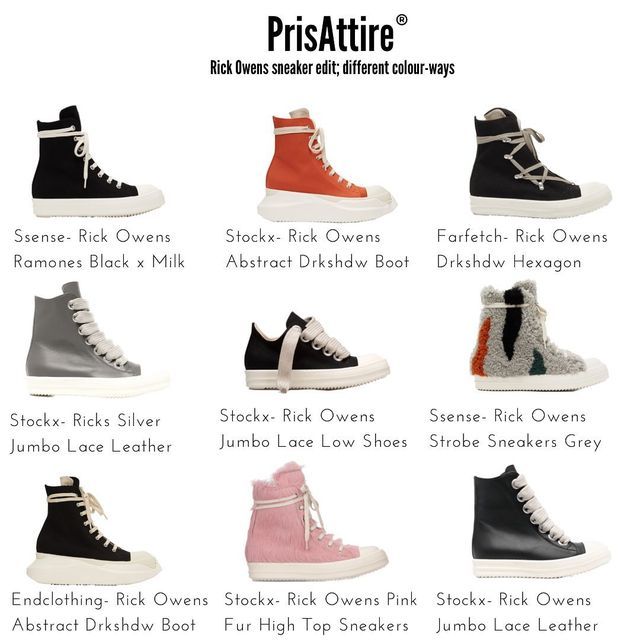 PrisAttire®
Rick Owens sneaker edit; different colour-ways
Ssense- Rick Owens
Ramones Black x Milk
Stockx- Rick Owens
Abstract Drkshdw Boot
Farfetch- Rick Owens
Drkshdw Hexagon
Stockx- Ricks Silver
Jumbo Lace Leather
Stockx- Rick Owens
Jumbo Lace Low Shoes
Ssense- Rick Owens
Strobe Sneakers Grey
Endclothing- Rick Owens
Abstract Drkshdw Boot
Stockx- Rick Owens Pink
Fur High Top Sneakers
Stockx- Rick Owens
Jumbo Lace Leather